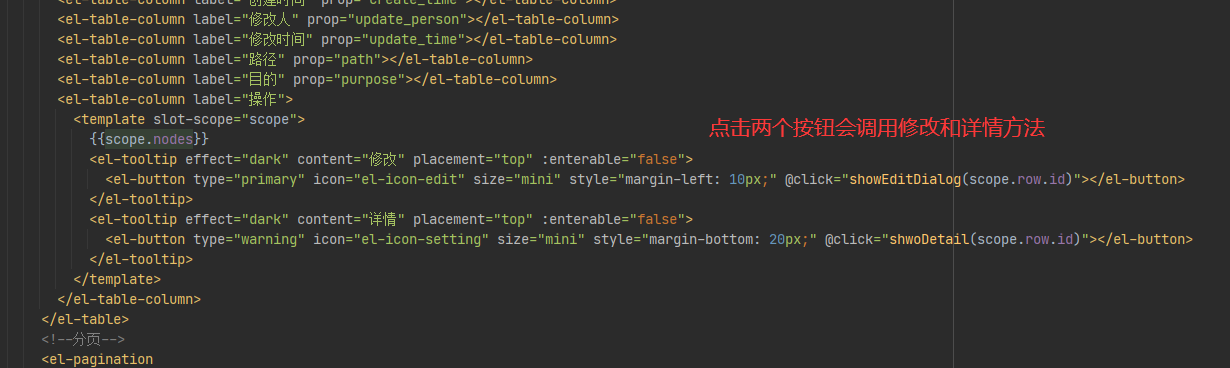 <el-table-column label="创建时间" prop="create_time"></el-table-column>
<el-table-column label="修改人" prop="update_person"></el-table-column>
<el-table-column label="修改时间" prop="update_time"></el-table-column>
<el-table-column label="路径" prop="path"></el-table-column>
<el-table-column label="目的" prop="purpose"></el-table-column>
<el-table-column label="操作">
<template slot-scope="scope">
点击两个按钮会调用修改和详情方法
{{scope.nodes}}
<el-tooltip effect="dark" content="修改" placement="top" :enterable="false">
<el-button type="primary" icon="el-icon-edit" size="mini" style="margin-left: 10px;" @click="showEditDialog(scope.row.id)"></el-button>
</el-tooltip>
<el-tooltip effect="dark" content="详情" placement="top" :enterable="false">
<el-button type="warning" icon="el-icon-setting" size="mini" style="margin-bottom: 20px;" @click="shwoDetail(scope.row.id)"></el-button>
</el-tooltip>
</template>
</el-table-column>
</el-table>
<!--分页-->
<el-pagination